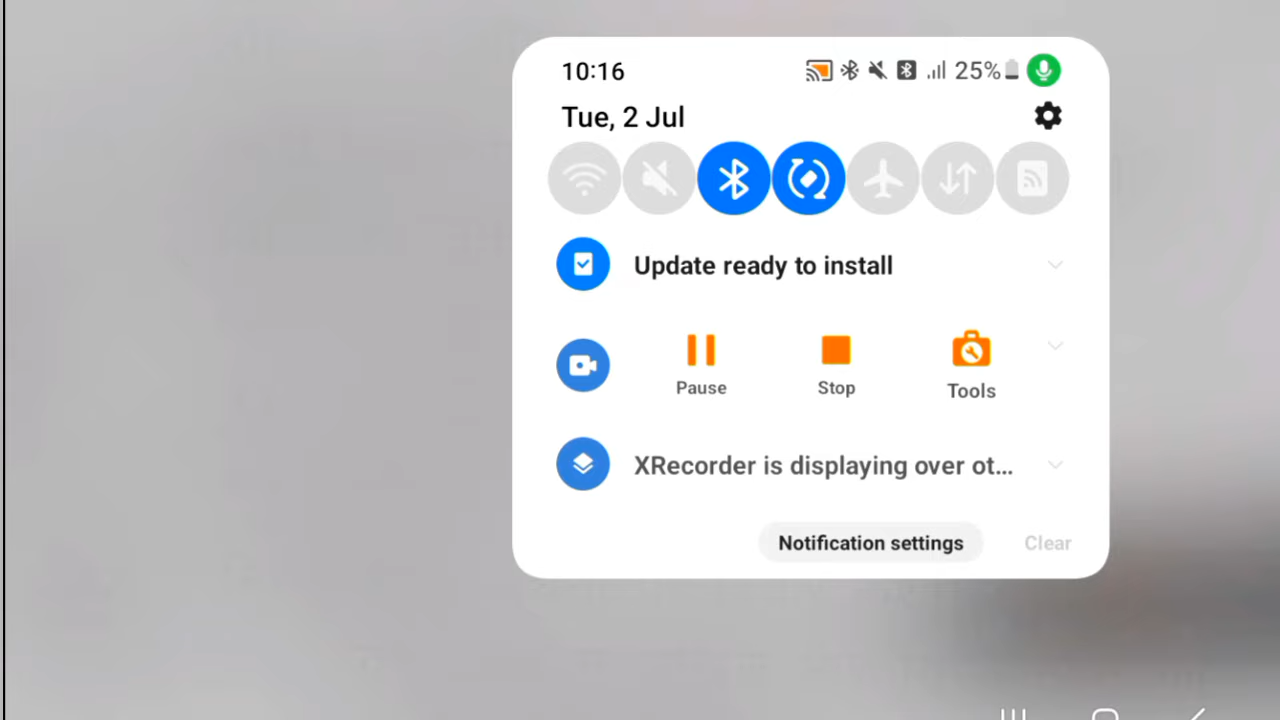 10:16 25%
Tue, 2 Jul
Update ready to install
Pause Stop Tools
XRecorder is displaying over ot...
Notification settings Clear